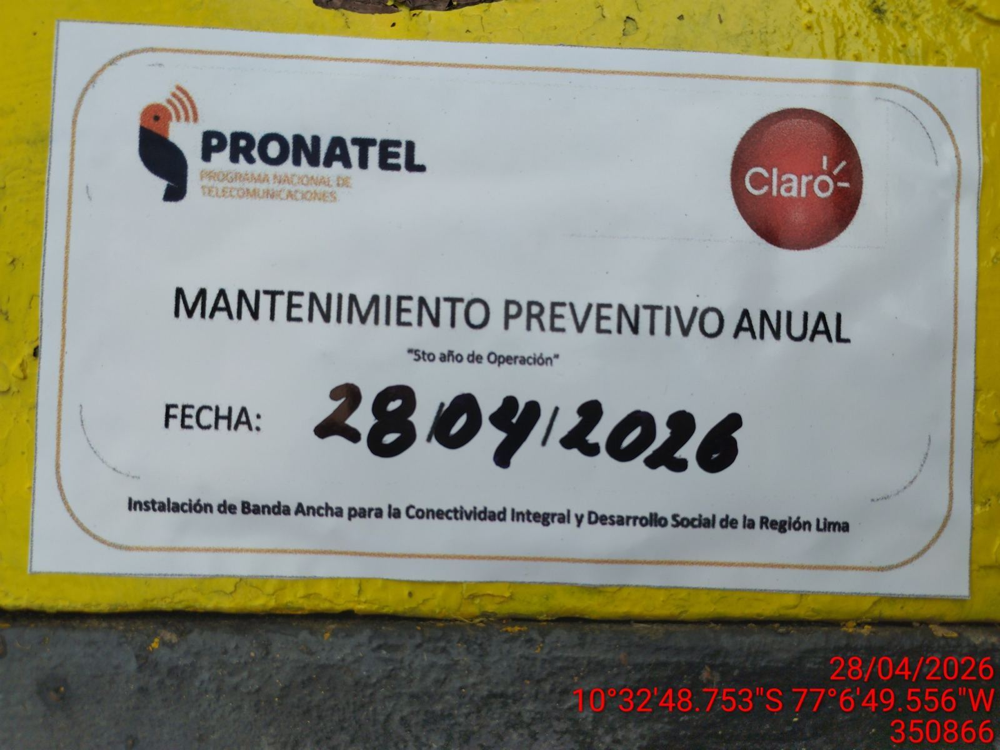 PRONATEL
PROGRAMA NACIONAL DE
TELECOMUNICACIONES
Claro
MANTENIMIENTO PREVENTIVO ANUAL
"5to año de Operación"
FECHA: 28/04/2026
Instalación de Banda Ancha para la Conectividad Integral y Desarrollo Social de la Región Lima
28/04/2026
10°32'48.753"S 77°6'49.556"W
350866